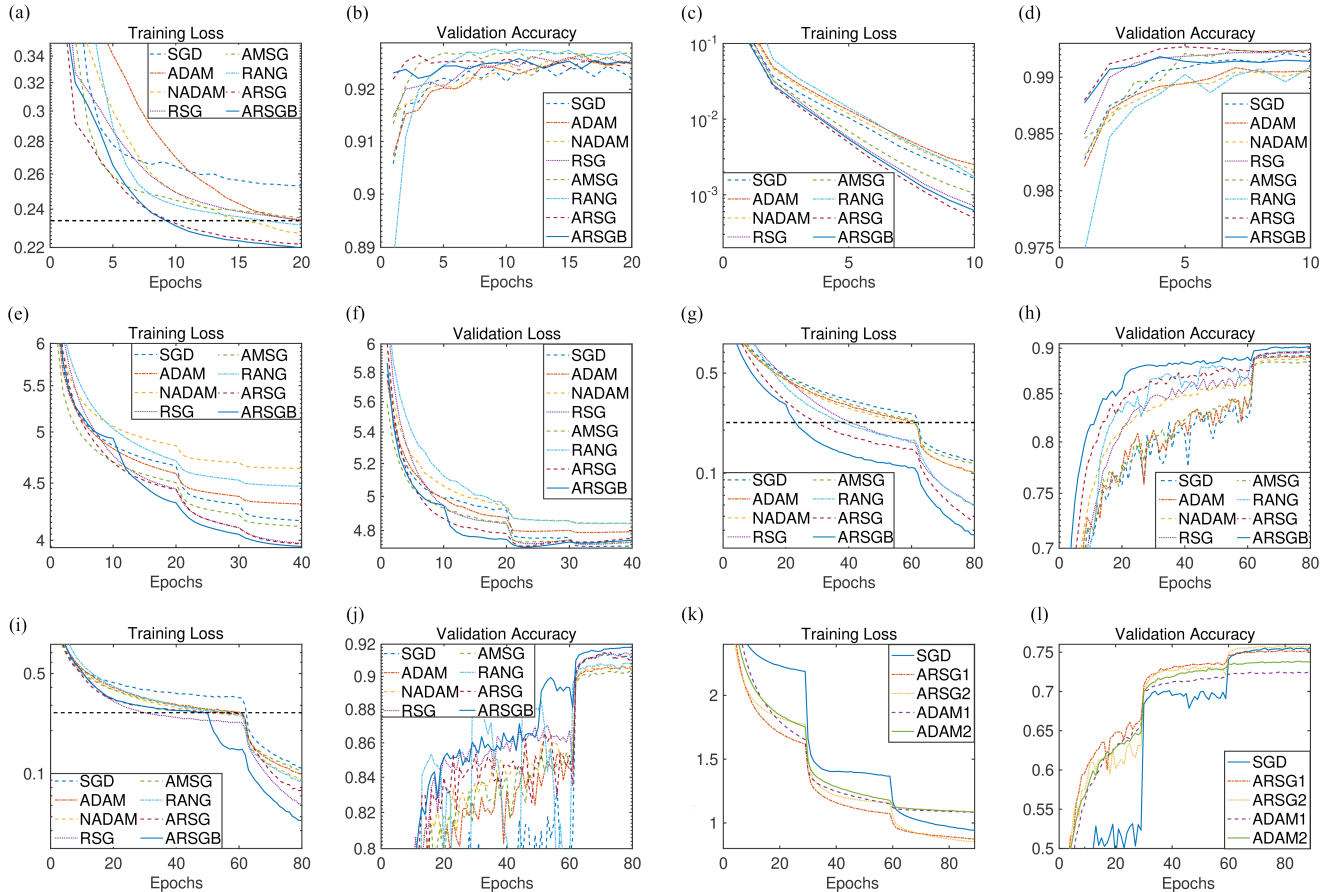 (a)
Training Loss
0.34
0.32
0.3
0.28
0.26
0.24
0.22
0
5
10
15
20
Epochs
SGD
ADAM
NADAM
RSG
AMSG
RANG
ARSG
ARSGB
(b)
Validation Accuracy
0.92
0.91
0.9
0.89
0
5
10
15
20
Epochs
SGD
ADAM
NADAM
RSG
AMSG
RANG
ARSG
ARSGB
(c)
Training Loss
10-1
10-2
10-3
0
5
10
Epochs
SGD
ADAM
NADAM
RSG
AMSG
RANG
ARSG
ARSGB
(d)
Validation Accuracy
0.99
0.985
0.98
0.975
0
5
10
Epochs
SGD
ADAM
NADAM
RSG
AMSG
RANG
ARSG
ARSGB
(e)
Training Loss
6
5.5
5
4.5
4
0
10
20
30
40
Epochs
SGD
ADAM
NADAM
RSG
AMSG
RANG
ARSG
ARSGB
(f)
Validation Loss
6
5.8
5.6
5.4
5.2
5
4.8
0
10
20
30
40
Epochs
SGD
ADAM
NADAM
RSG
AMSG
RANG
ARSG
ARSGB
(g)
Training Loss
0.5
0.1
0
20
40
60
80
Epochs
SGD
ADAM
NADAM
RSG
AMSG
RANG
ARSG
ARSGB
(h)
Validation Accuracy
0.9
0.85
0.8
0.75
0.7
0
20
40
60
80
Epochs
SGD
ADAM
NADAM
RSG
AMSG
RANG
ARSG
ARSGB
(i)
Training Loss
0.5
0.1
0
20
40
60
80
Epochs
SGD
ADAM
NADAM
RSG
AMSG
RANG
ARSG
ARSGB
(j)
Validation Accuracy
0.92
0.9
0.88
0.86
0.84
0.82
0.8
0
20
40
60
80
Epochs
SGD
ADAM
NADAM
RSG
AMSG
RANG
ARSG
ARSGB
(k)
Training Loss
2
1.5
1
0
20
40
60
80
Epochs
SGD
ARSG1
ARSG2
ADAM1
ADAM2
(l)
Validation Accuracy
0.75
0.7
0.65
0.6
0.55
0.5
0
20
40
60
80
Epochs
SGD
ARSG1
ARSG2
ADAM1
ADAM2